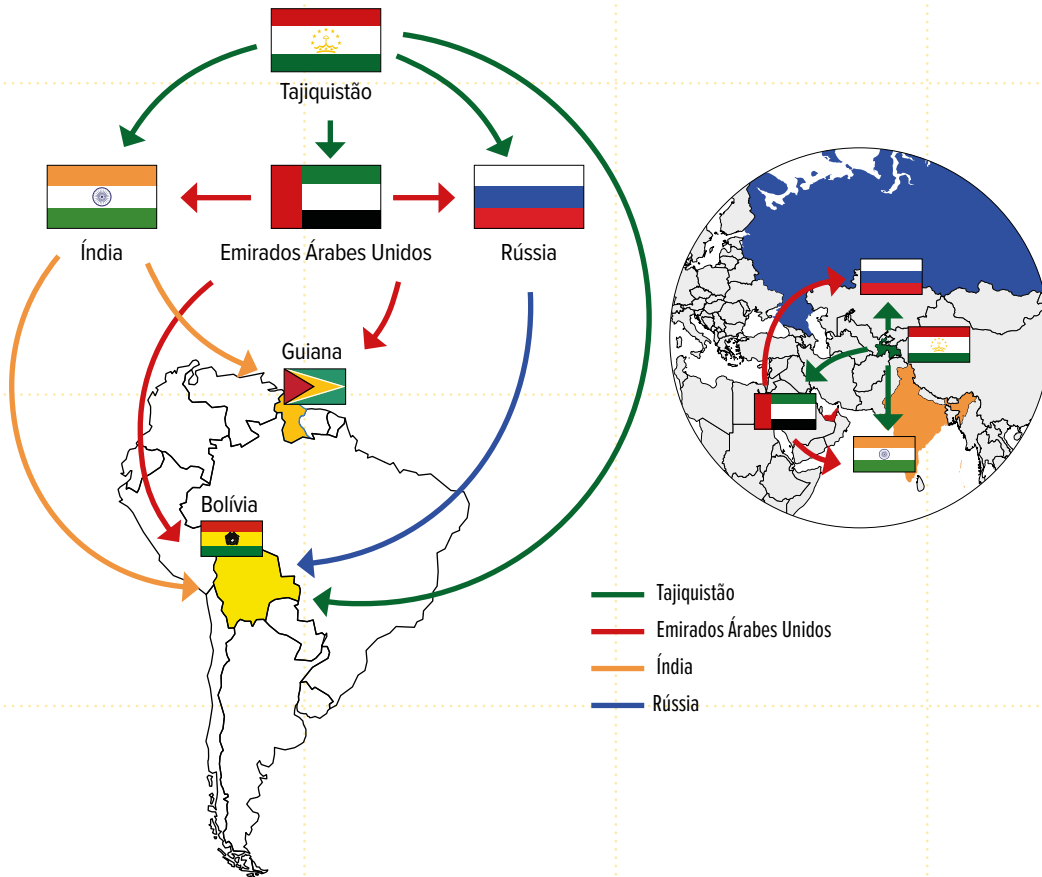 Tajiquistão
Índia
Emirados Árabes Unidos
Rússia
Guiana
Bolívia
Tajiquistão
Emirados Árabes Unidos
Índia
Rússia